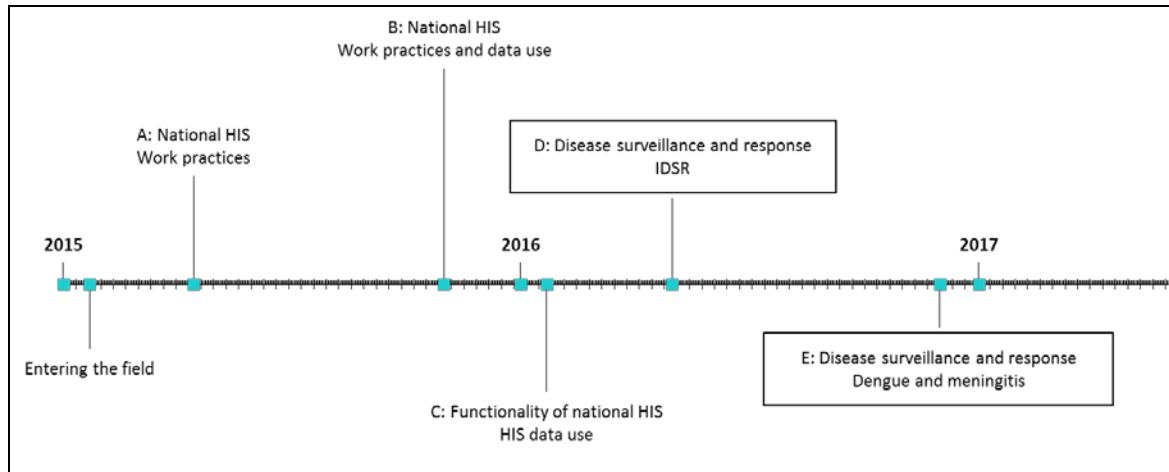 B: National HIS
Work practices and data use
A: National HIS
Work practices
D: Disease surveillance and response
IDSR
2015
2016
2017
Entering the field
C: Functionality of national HIS
HIS data use
E: Disease surveillance and response
Dengue and meningitis